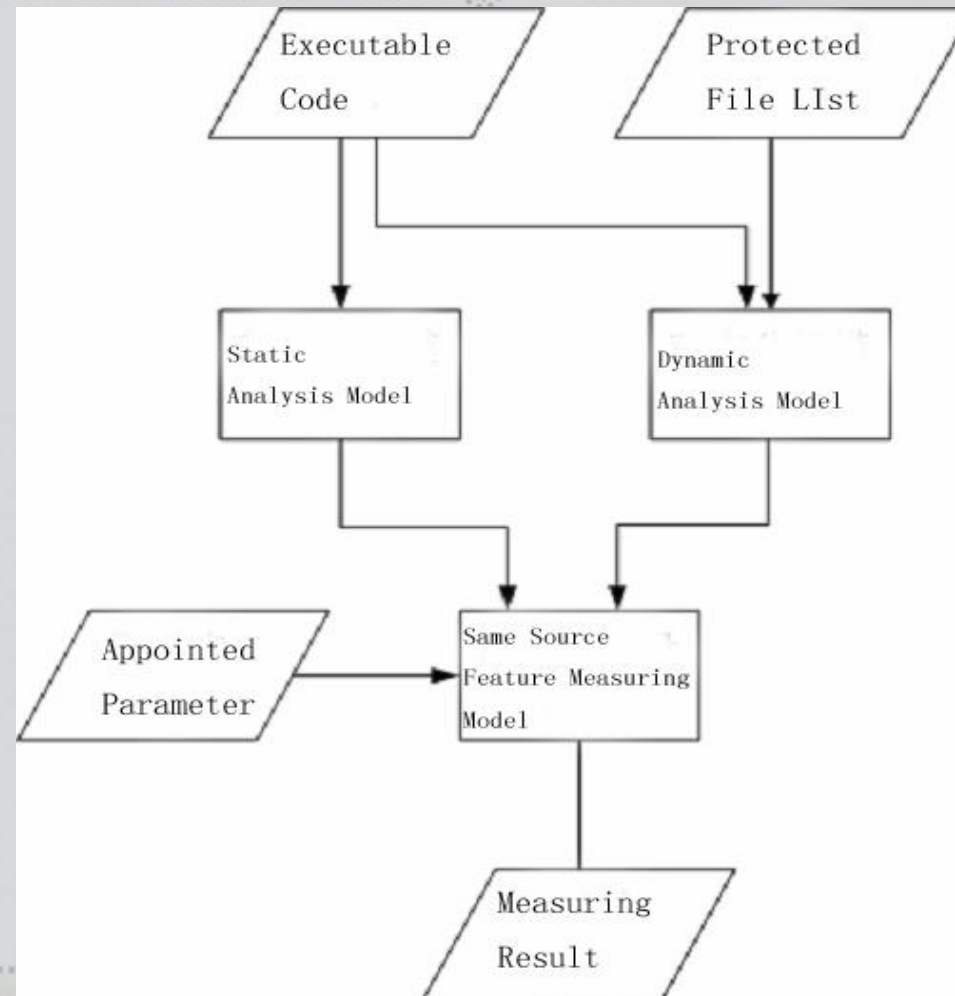 Executable
Code
Protected
File LIst
Static
Analysis Model
Dynamic
Analysis Model
Appointed
Parameter
Same Source
Feature Measuring
Model
Measuring
Result